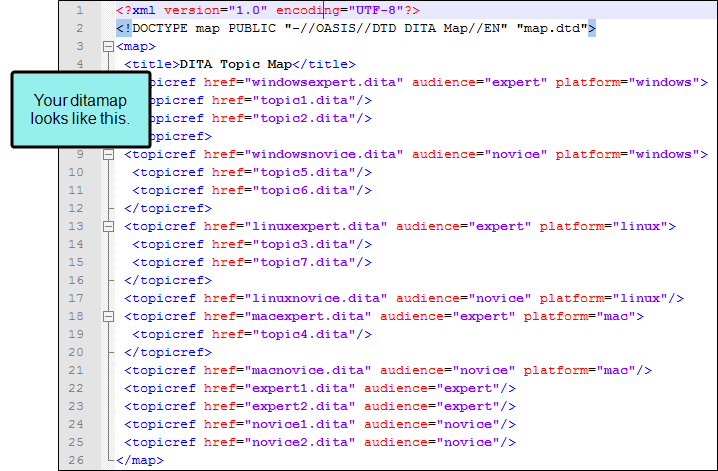 1 <?xml version="1.0" encoding="UTF-8"?>
2 <!DOCTYPE map PUBLIC "-//OASIS//DTD DITA Map//EN" "map.dtd">
3 <map>
4 <title>DITA Topic Map</title>
Your ditamap
looks like this.
topicref href="windowsexpert.dita" audience="expert" platform="windows">
topicref href="topic1.dita"/>
topicref href="topic2.dita"/>
topicref>
9 <topicref href="windowsnovice.dita" audience="novice" platform="windows">
10 <topicref href="topic5.dita"/>
11 <topicref href="topic6.dita"/>
12 </topicref>
13 <topicref href="linuxexpert.dita" audience="expert" platform="linux">
14 <topicref href="topic3.dita"/>
15 <topicref href="topic7.dita"/>
16 </topicref>
17 <topicref href="linuxnovice.dita" audience="novice" platform="linux"/>
18 <topicref href="macexpert.dita" audience="expert" platform="mac">
19 <topicref href="topic4.dita"/>
20 </topicref>
21 <topicref href="macnovice.dita" audience="novice" platform="mac"/>
22 <topicref href="expert1.dita" audience="expert"/>
23 <topicref href="expert2.dita" audience="expert"/>
24 <topicref href="novice1.dita" audience="novice"/>
25 <topicref href="novice2.dita" audience="novice"/>
26 </map>